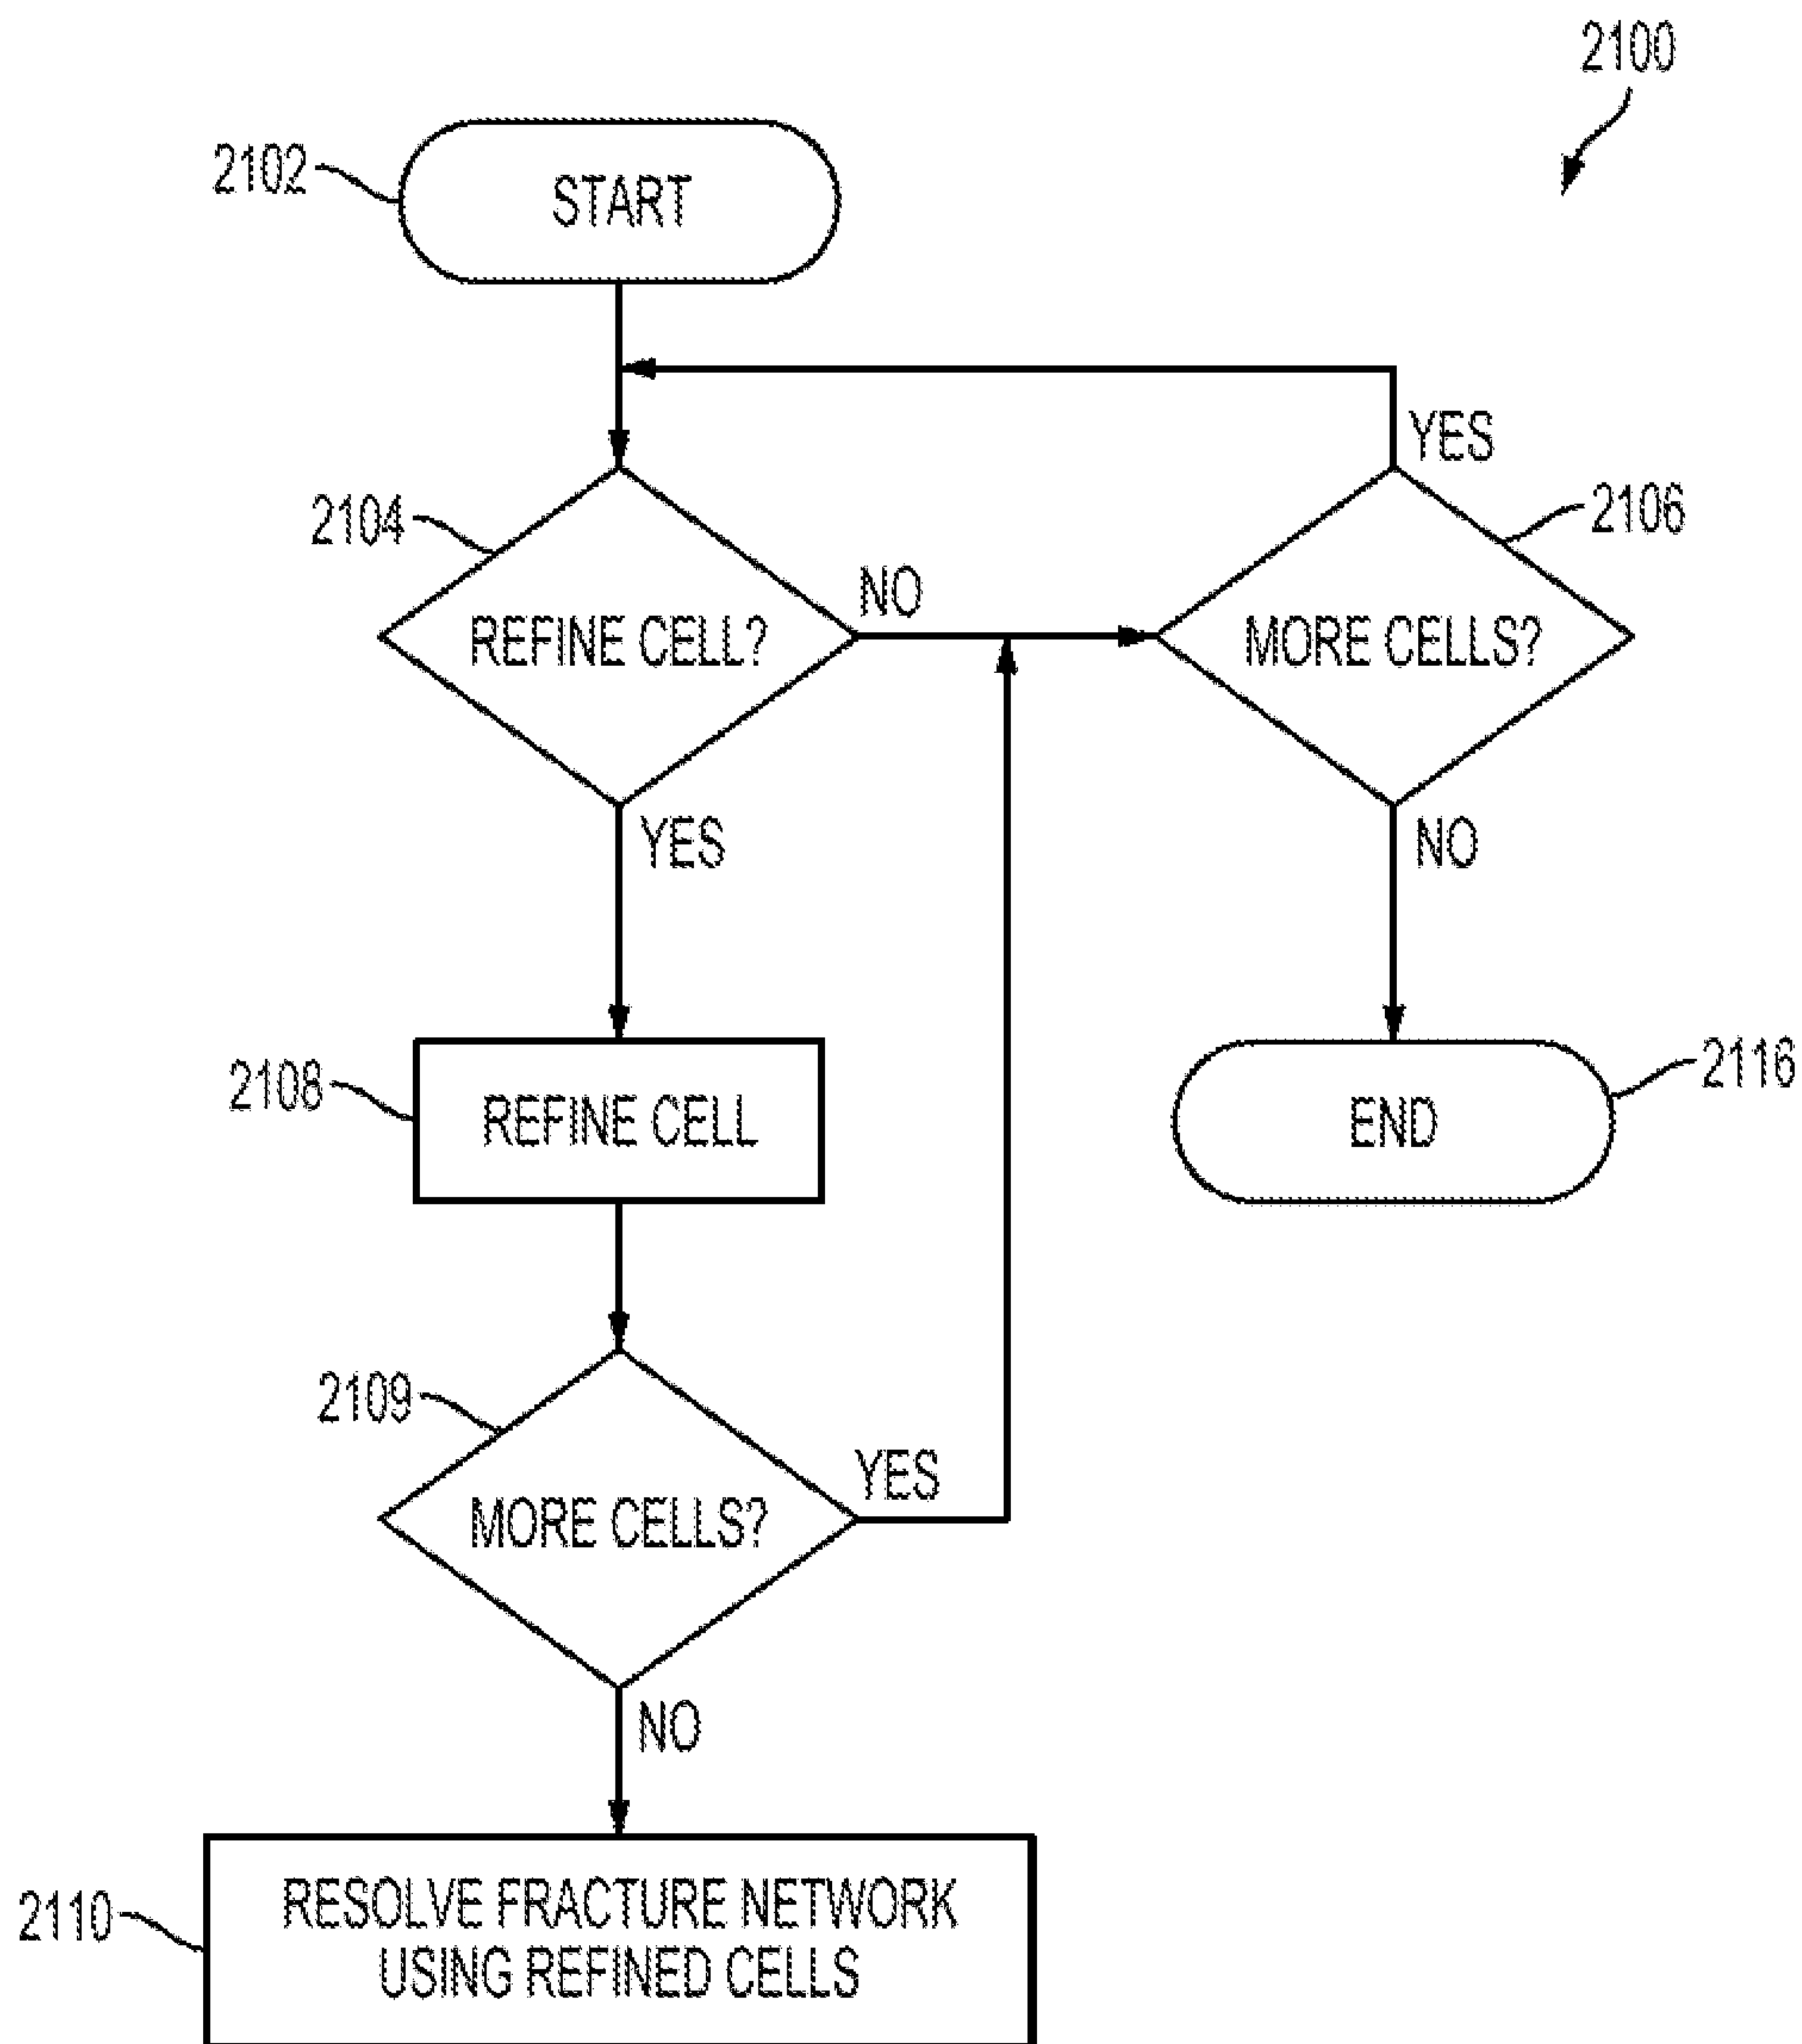 2100
2102
START
YES
2104
2106
NO
REFINE CELL?
MORE CELLS?
YES
NO
2108
REFINE CELL
2116
END
2109
YES
MORE CELLS?
NO
2110
RESOLVE FRACTURE NETWORK
USING REFINED CELLS